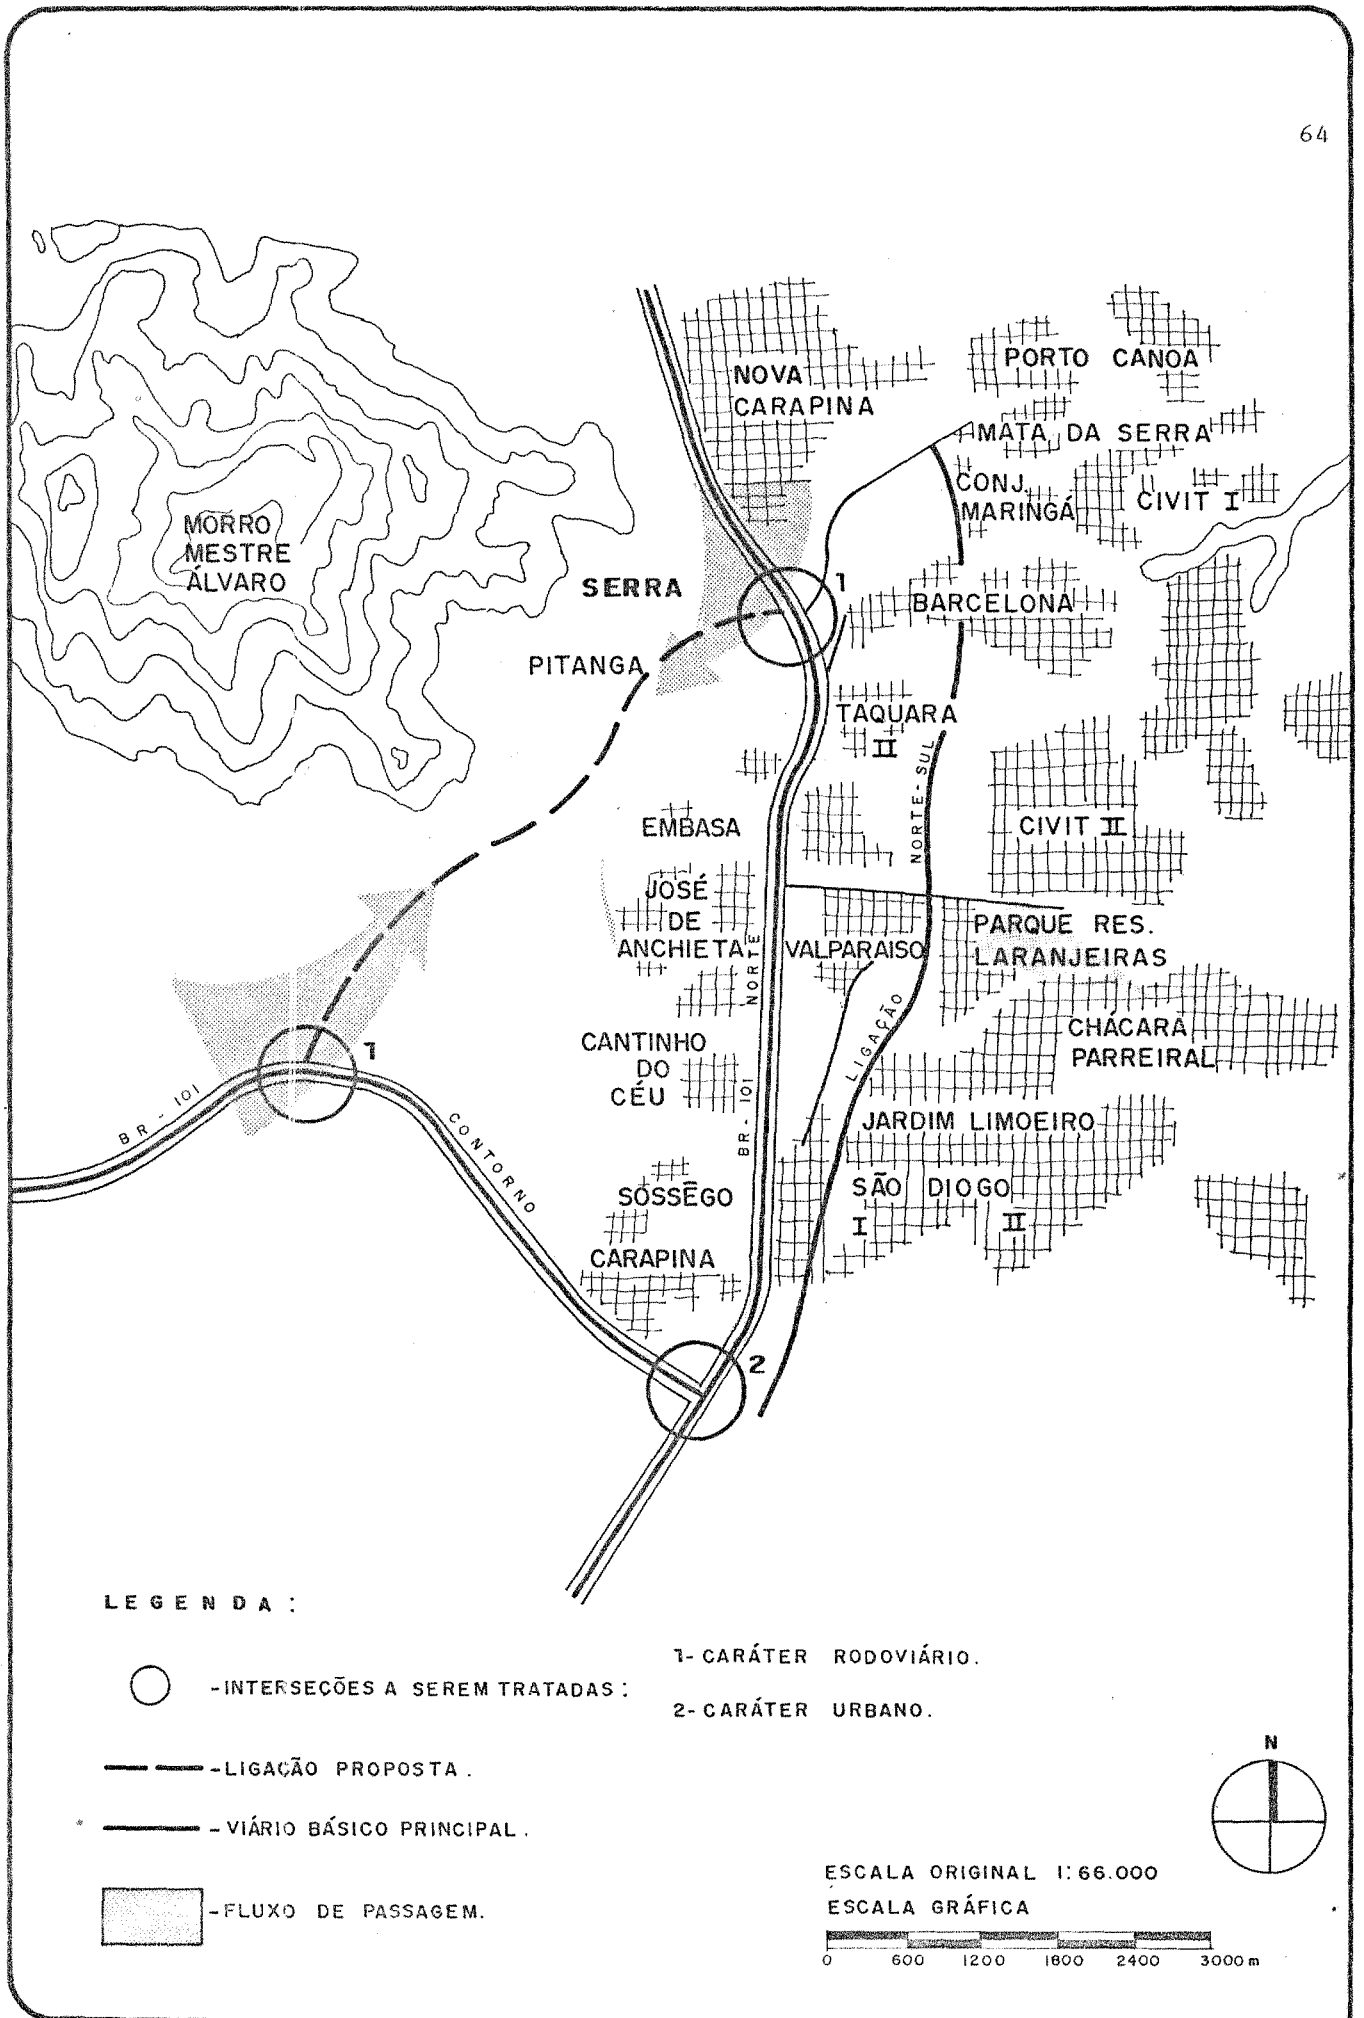 64
NOVA
CARAPINA
PORTO CANOA
MATA DA SERRA
CONJ.
MARINGÁ
CIVIT I
MORRO
MESTRE
ÁLVARO
SERRA
1
BARCELONA
PITANGA
TAQUARA
II
NORTE-SUL
EMBASA
CIVIT II
JOSÉ
DE
ANCHIETA
NORTE
VALPARAISO
PARQUE RES.
LARANJEIRAS
LIGAÇÃO
CHÁCARA
PARREIRAL
CANTINHO
DO
CÉU
1
BR-101
CONTORNO
BR-101
JARDIM LIMOEIRO
SOSSÊGO
SÃO DIOGO
I
II
CARAPINA
2
LEGENDA:
-INTERSEÇÕES A SEREM TRATADAS:
1-CARÁTER RODOVIÁRIO.
2-CARÁTER URBANO.
-LIGAÇÃO PROPOSTA.
-VIÁRIO BÁSICO PRINCIPAL.
-FLUXO DE PASSAGEM.
N
ESCALA ORIGINAL 1:66.000
ESCALA GRÁFICA
0 600 1200 1800 2400 3000 m